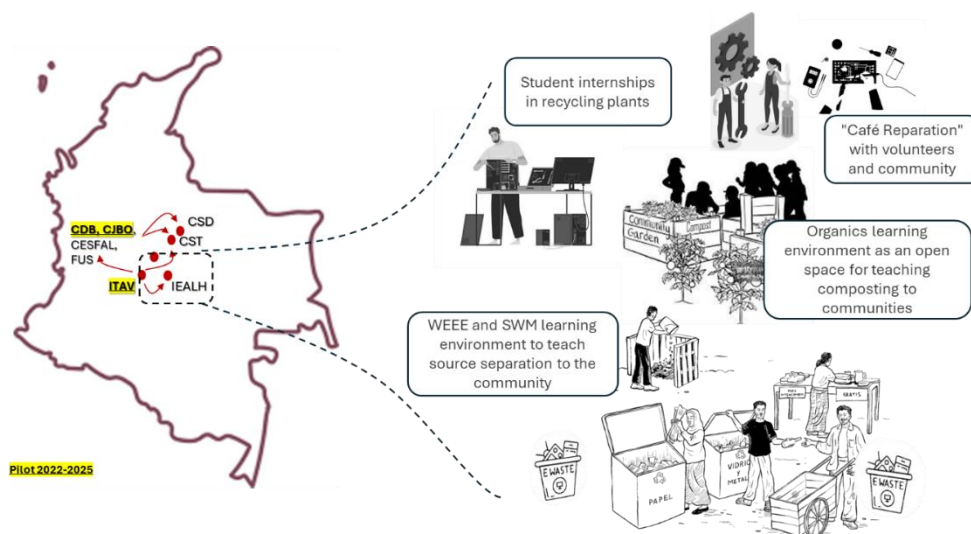 Student internships
in recycling plants
"Café Reparation"
with volunteers
and community
CSD
CDB, CJBO,
CST
CESFAL,
FUS
ITAV
IEALH
Community
Garden
Compost
Organics learning
environment as an open
space for teaching
composting to
communities
WEEE and SWM learning
environment to teach
source separation to the
community
GRATIS
PAPEL
VIDRIO
Y
METAL
E WASTE
E WASTE
Pilot 2022-2025